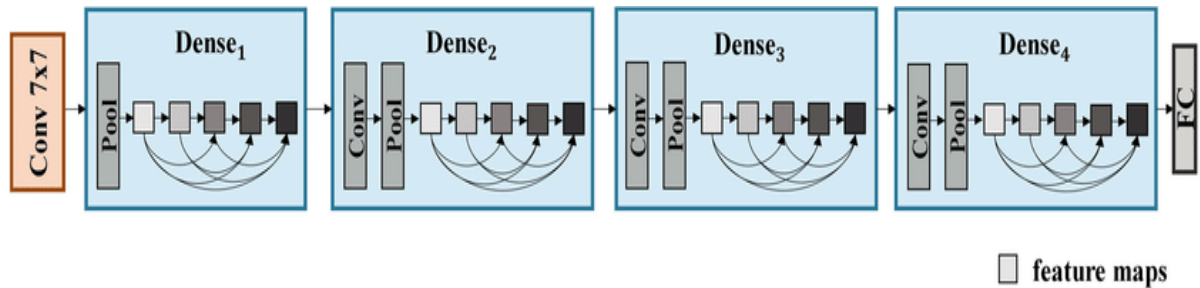 Conv 7x7
Dense₁
Pool
Dense₂
Conv
Pool
Dense₃
Conv
Pool
Dense₄
Conv
Pool
FC
feature maps